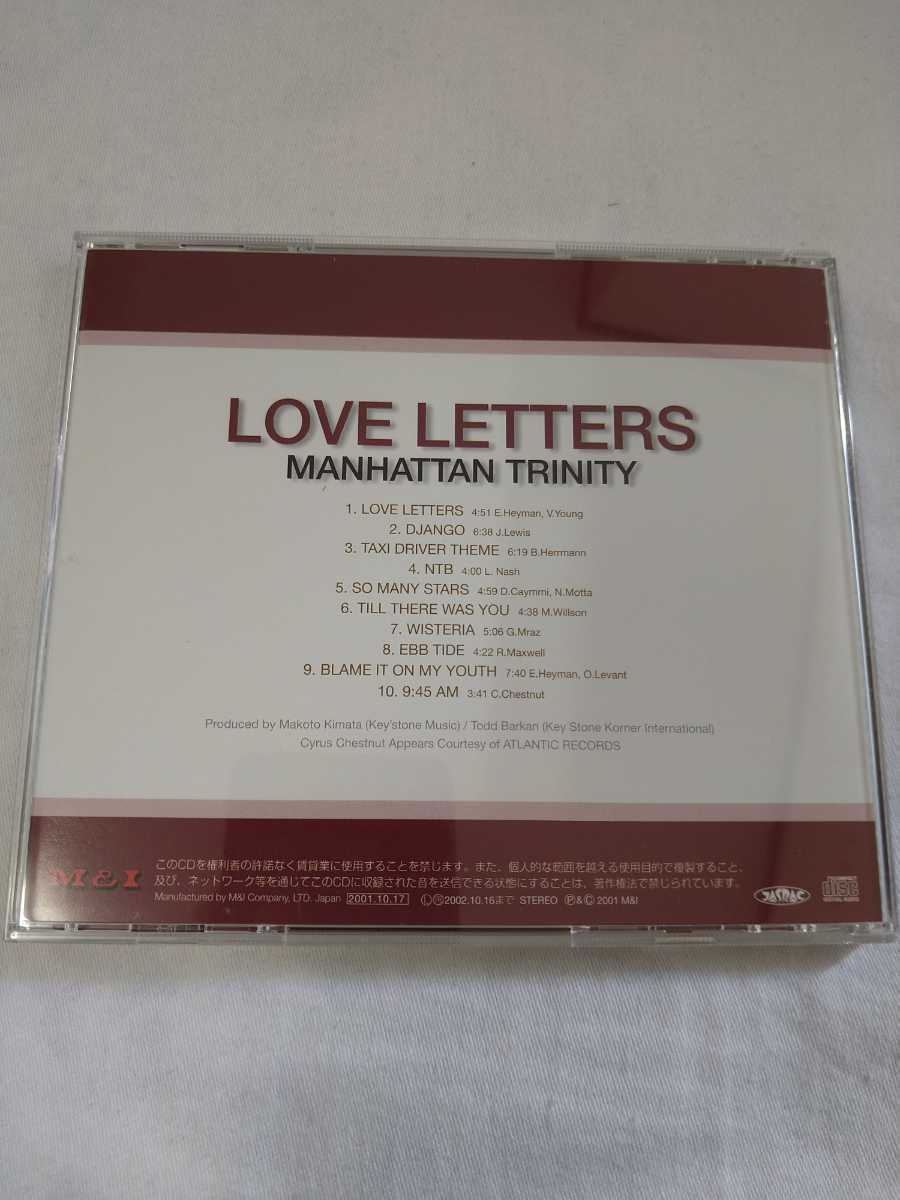 LOVE LETTERS
MANHATTAN TRINITY
1. LOVE LETTERS 4:51 E.Heyman, V.Young
2. DJANGO 6:38 J.Lewis
3. TAXI DRIVER THEME 6:19 B.Herrmann
4. NTB 4:00 L. Nash
5. SO MANY STARS 4:59 D.Caymmi, N.Motta
6. TILL THERE WAS YOU 4:38 M.Willson
7. WISTERIA 5:06 G.Mraz
8. EBB TIDE 4:22 R.Maxwell
9. BLAME IT ON MY YOUTH 7:40 E.Heyman, O.Levant
10. 9:45 AM 3:41 C.Chestnut
Produced by Makoto Kimata (Key'stone Music) / Todd Barkan (Key Stone Korner International)
Cyrus Chestnut Appears Courtesy of ATLANTIC RECORDS
M&I
このCDを権利者の許諾なく賃貸業に使用することを禁じます。また、個人的な範囲を越える使用目的で複製すること、
及び、ネットワーク等を通じてこのCDに収録された音を送信できる状態にすることは、著作権法で禁じられています。
Manufactured by M&I Company, LTD. Japan 2001.10.17 Ⓛ Ⓡ 2002.10.16まで STEREO Ⓟ&© 2001 M&I
JASRAC
disc
DIGITAL AUDIO